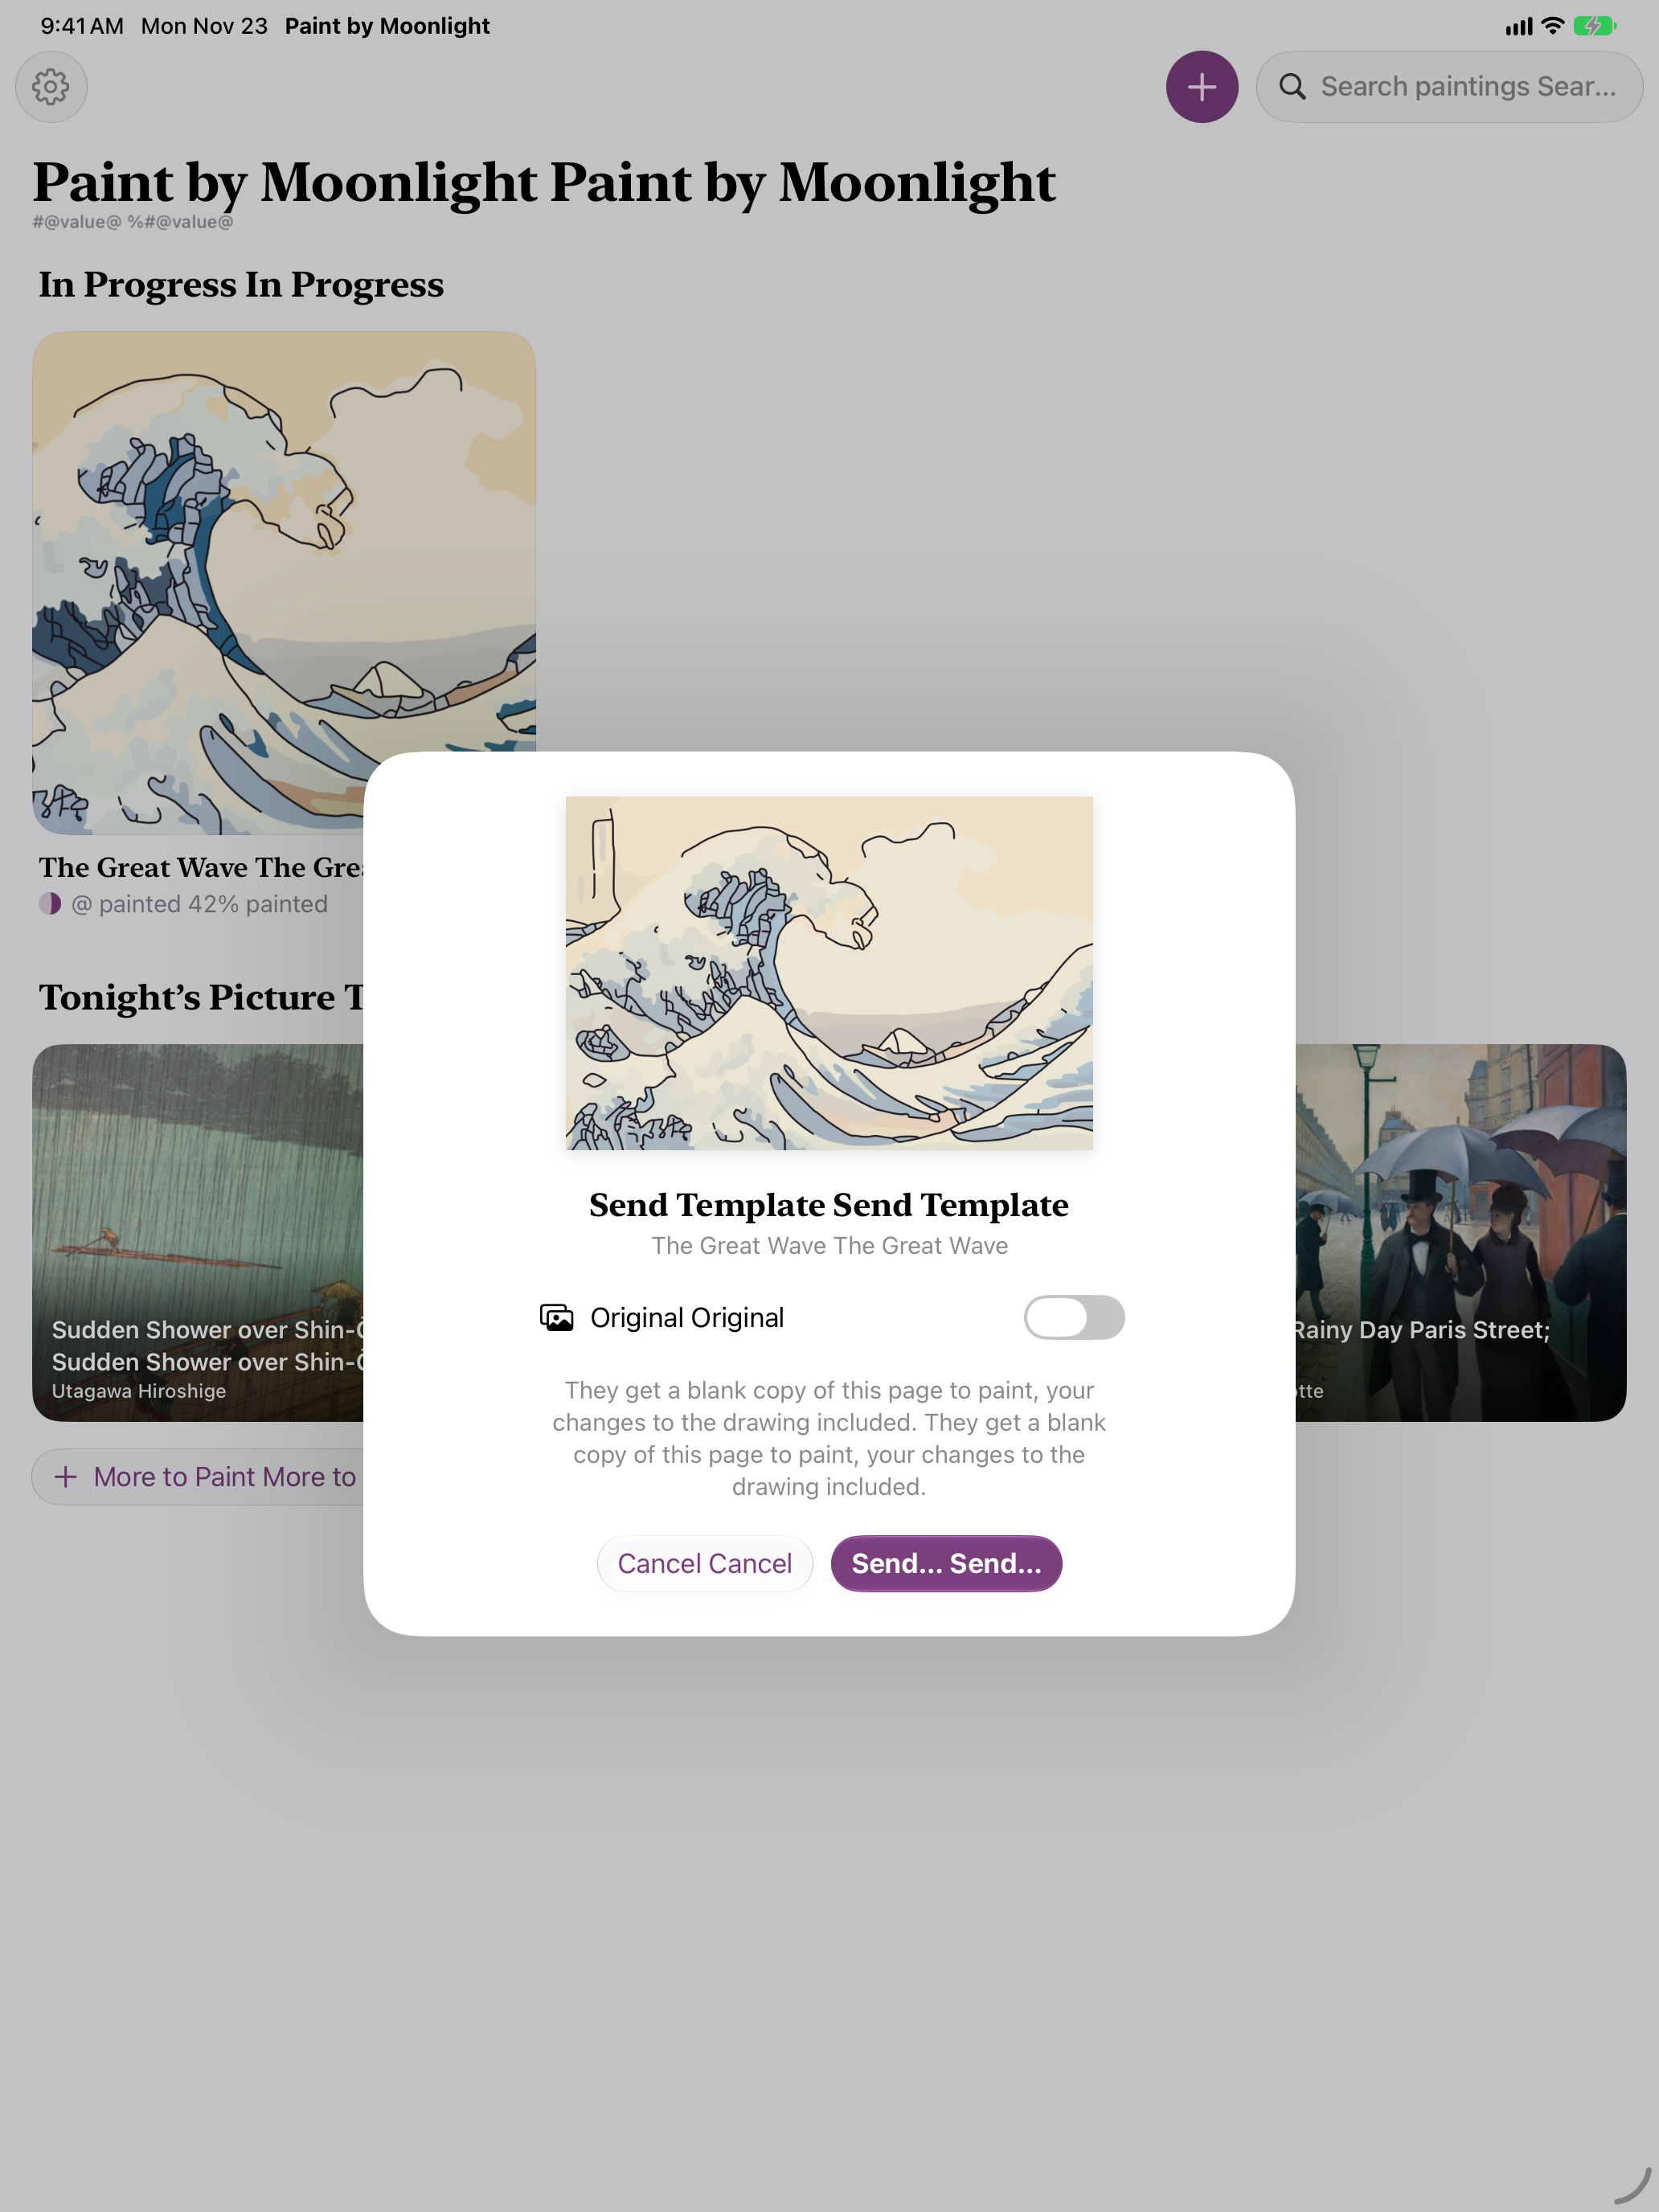 9:41 AM Mon Nov 23 Paint by Moonlight
Search paintings Sear...
Paint by Moonlight Paint by Moonlight
#@value@ %#@value@
In Progress In Progress
The Great Wave The Grea
@ painted 42% painted
Tonight’s Picture T
Sudden Shower over Shin-Ō
Sudden Shower over Shin-Ō
Utagawa Hiroshige
Rainy Day Paris Street;
otte
More to Paint More to
Send Template Send Template
The Great Wave The Great Wave
Original Original
They get a blank copy of this page to paint, your
changes to the drawing included. They get a blank
copy of this page to paint, your changes to the
drawing included.
Cancel Cancel
Send... Send...